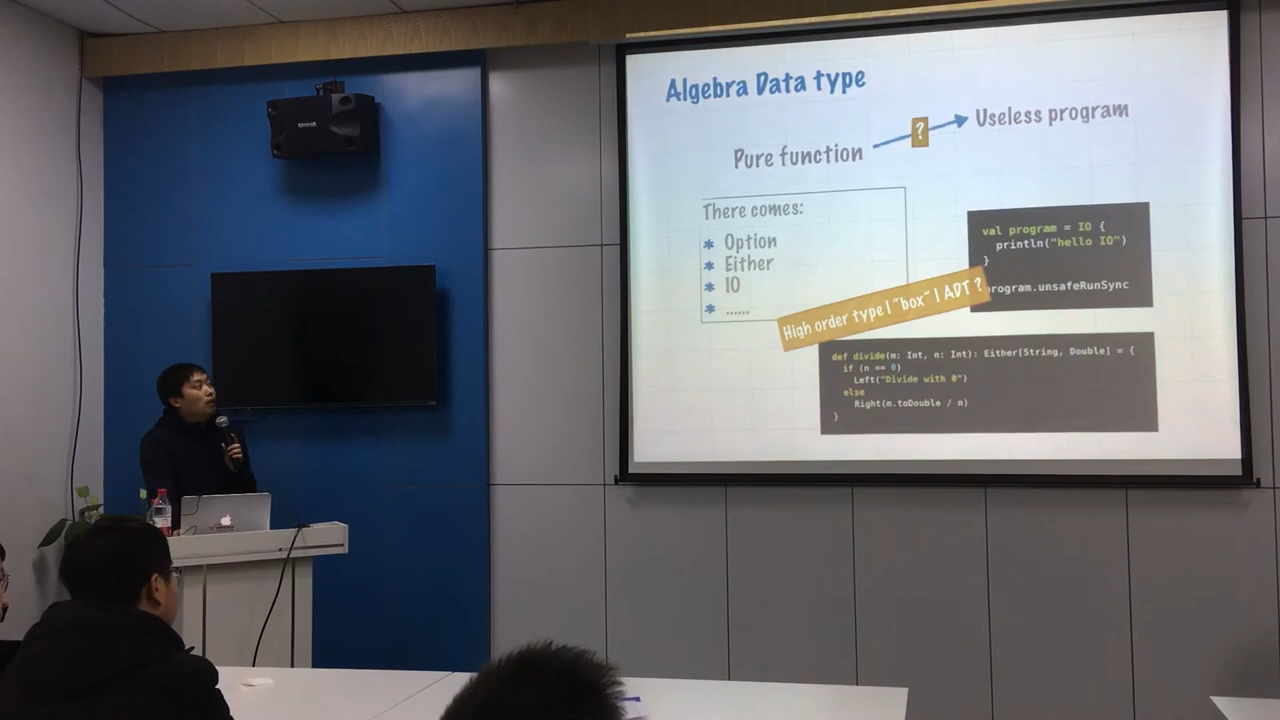 Algebra Data type
Useless program
?
Pure function
There comes:
* Option
* Either
* IO
* ......
val program = IO {
println("hello IO")
}
program.unsafeRunSync
High order type | "box" | ADT ?
def divide(m: Int, n: Int): Either[String, Double] = {
if (n == 0)
Left("Divide with 0")
else
Right(m.toDouble / n)
}